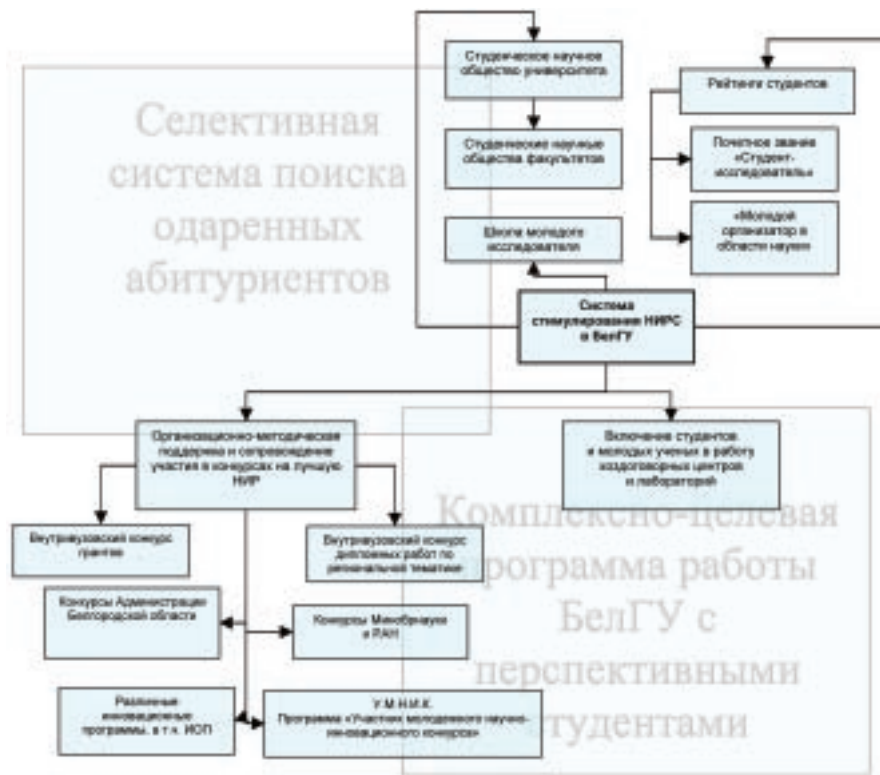 Студенческое научное
общество университета
Рейтинги студентов
Селективная
система поиска
одаренных
абитуриентов
Студенческие научные
общества факультетов
Почетное звание
«Студент-
исследователь»
«Молодой
организатор в
области науки»
Школа молодого
исследователя
Система
стимулирования НИРС
в БелГУ
Организационно-методическая
поддержка и сопровождение
участия в конкурсах на лучшую
НИР
Включение студентов
и молодых ученых в работу
хоздоговорных центров
и лабораторий
Комплексно-целевая
программа работы
БелГУ с
перспективными
студентами
Внутривузовский конкурс
грантов
Внутривузовский конкурс
дипломных работ по
региональной тематике
Конкурсы Администрации
Белгородской области
Конкурсы Минобрнауки
и РАН
Различные
инновационные
программы, в т.ч. ИОП
У.М.Н.И.К.
Программа «Участник молодежного научно-
инновационного конкурса»